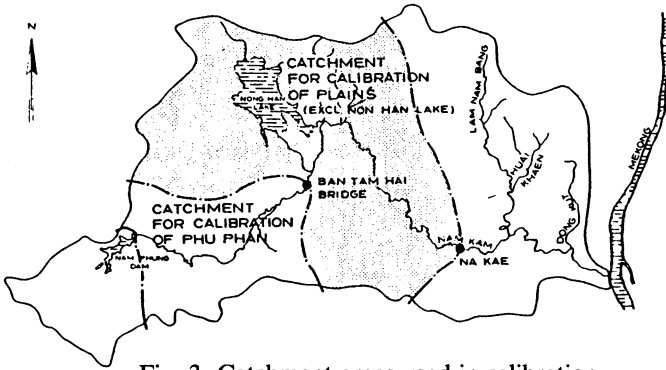 N
CATCHMENT
FOR CALIBRATION
OF PLAINS
(EXCL NON HAN LAKE)
NONG HAN
LAKE
LAM NAM BANG
HUAI
KHAEN
MEKONG
BAN TAM HAI
BRIDGE
CATCHMENT
FOR CALIBRATION
OF PHU PHAN
NAM PHUNG
DAM
NAM KAM
NA KAE
DONG PU
Fig. 3 Catchment areas used in calibration